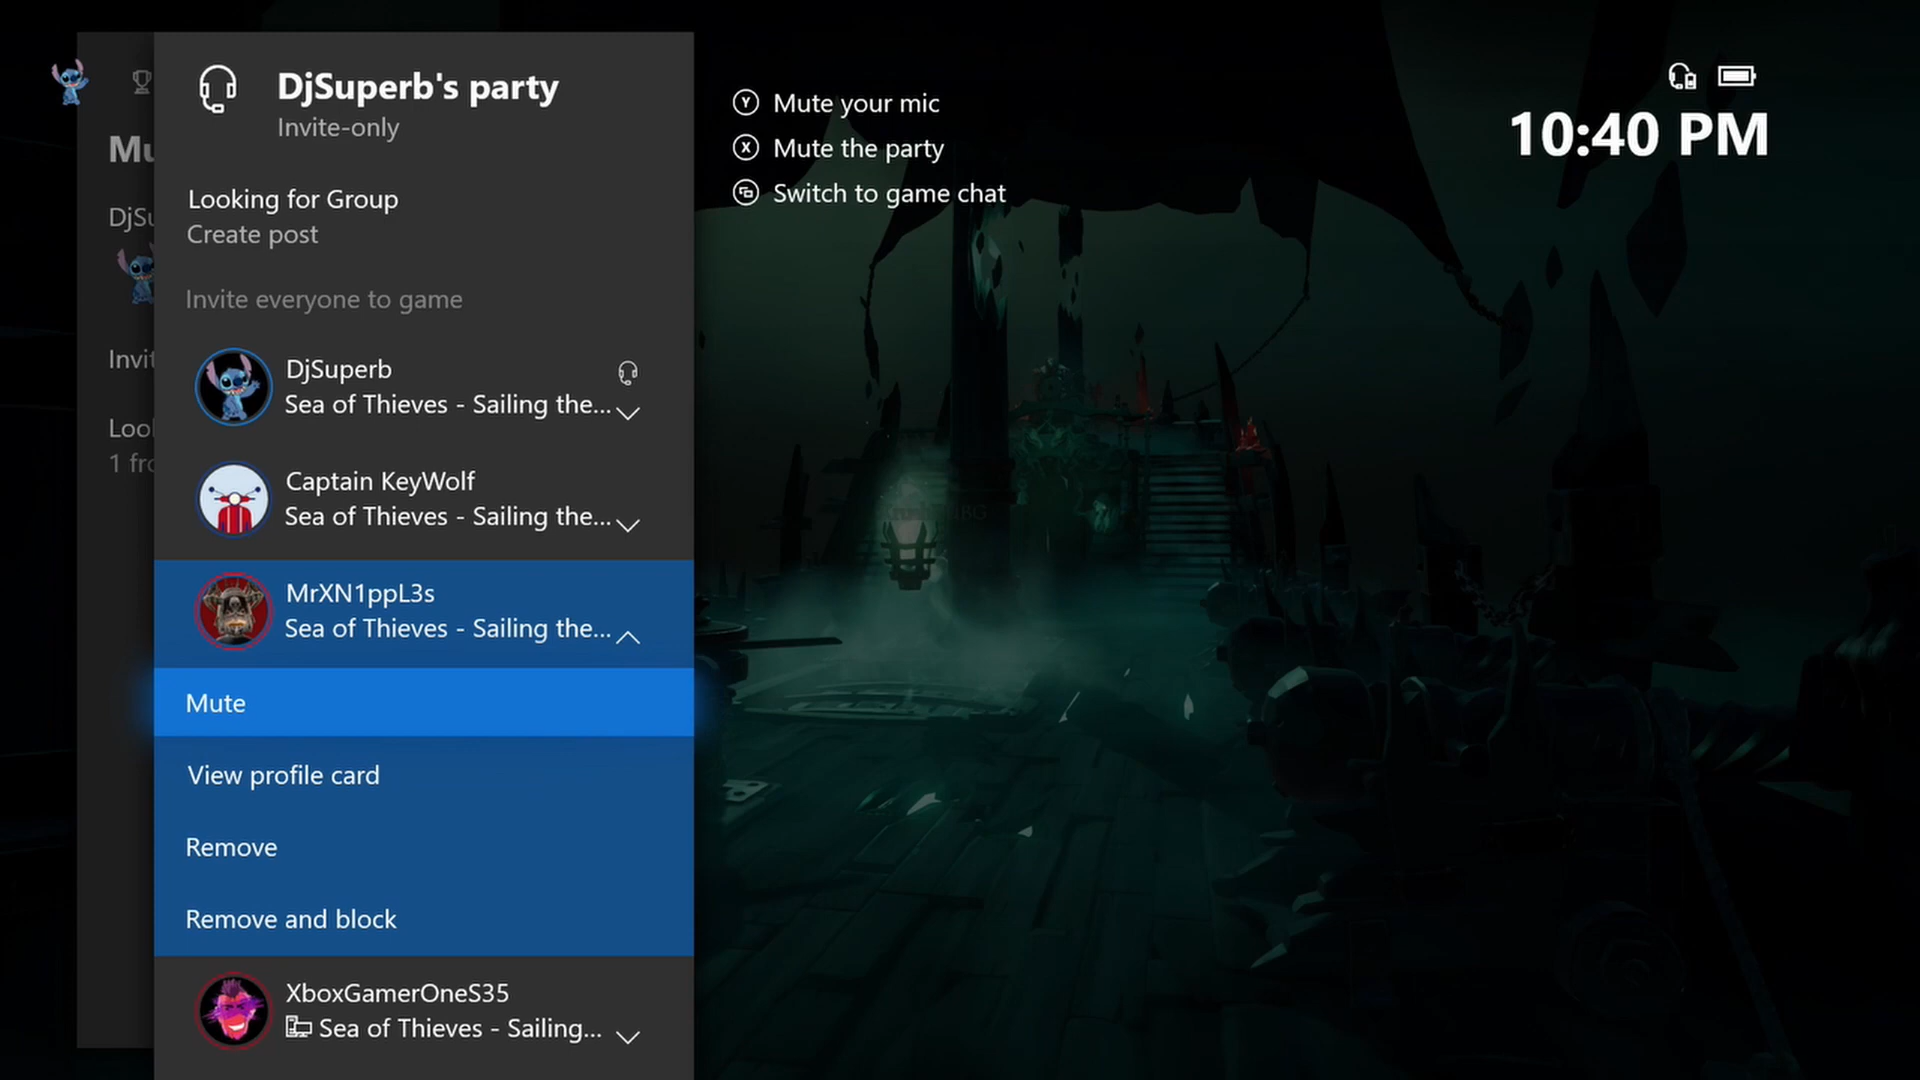 DjSuperb's party
Invite-only
Looking for Group
Create post
Invite everyone to game
DjSuperb
Sea of Thieves - Sailing the...
Captain KeyWolf
Sea of Thieves - Sailing the...
MrXN1ppL3s
Sea of Thieves - Sailing the...
Mute
View profile card
Remove
Remove and block
XboxGamerOneS35
Sea of Thieves - Sailing...
Y Mute your mic
X Mute the party
Switch to game chat
10:40 PM